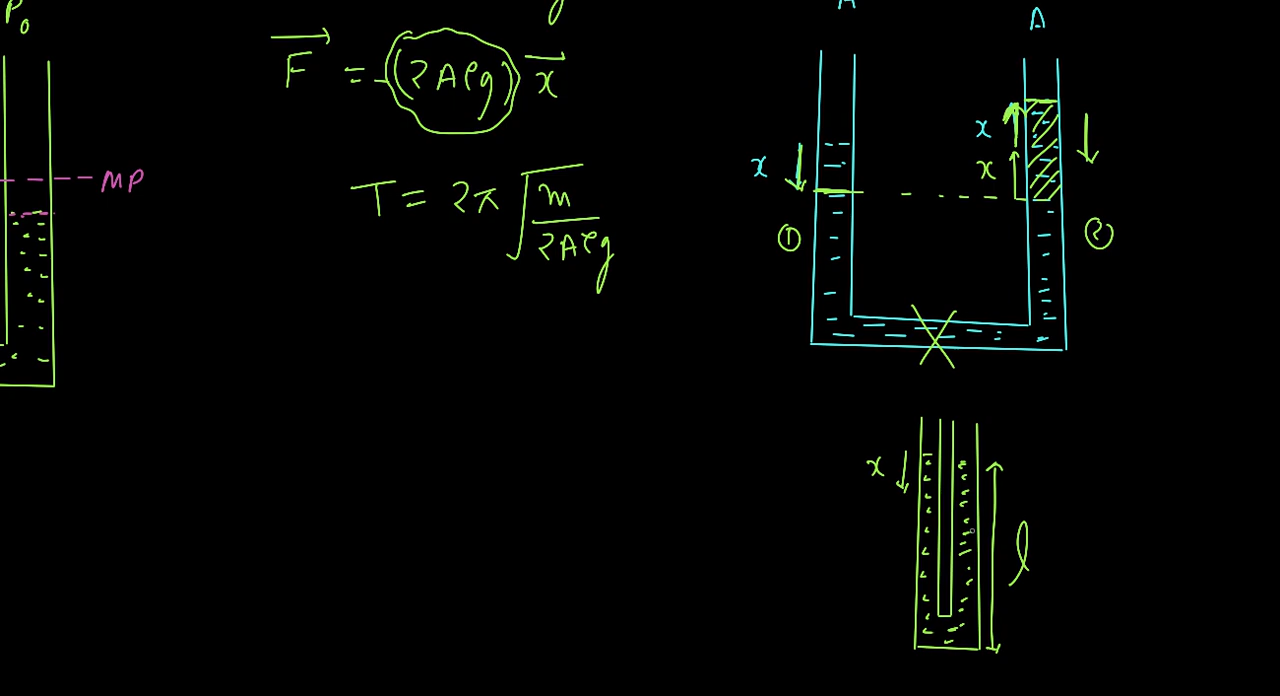 P₀
A
F = -(2Aρg) x
x
x
MP
x
T = 2π √(m / 2Aρg)
①
②
x
l